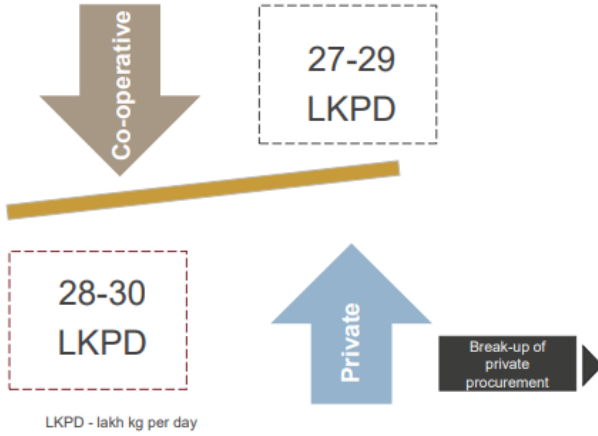 Co-operative
27-29
LKPD
28-30
LKPD
Private
Break-up of
private
procurement
LKPD - lakh kg per day